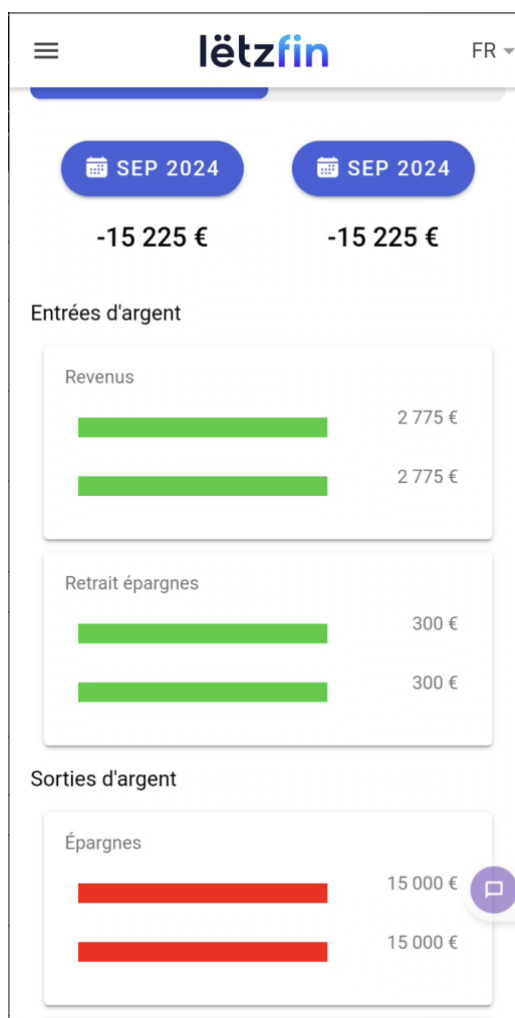 lëtzfin
FR
SEP 2024 SEP 2024
-15 225 € -15 225 €
Entrées d'argent
Revenus
2 775 €
2 775 €
Retrait épargnes
300 €
300 €
Sorties d'argent
Épargnes
15 000 €
15 000 €